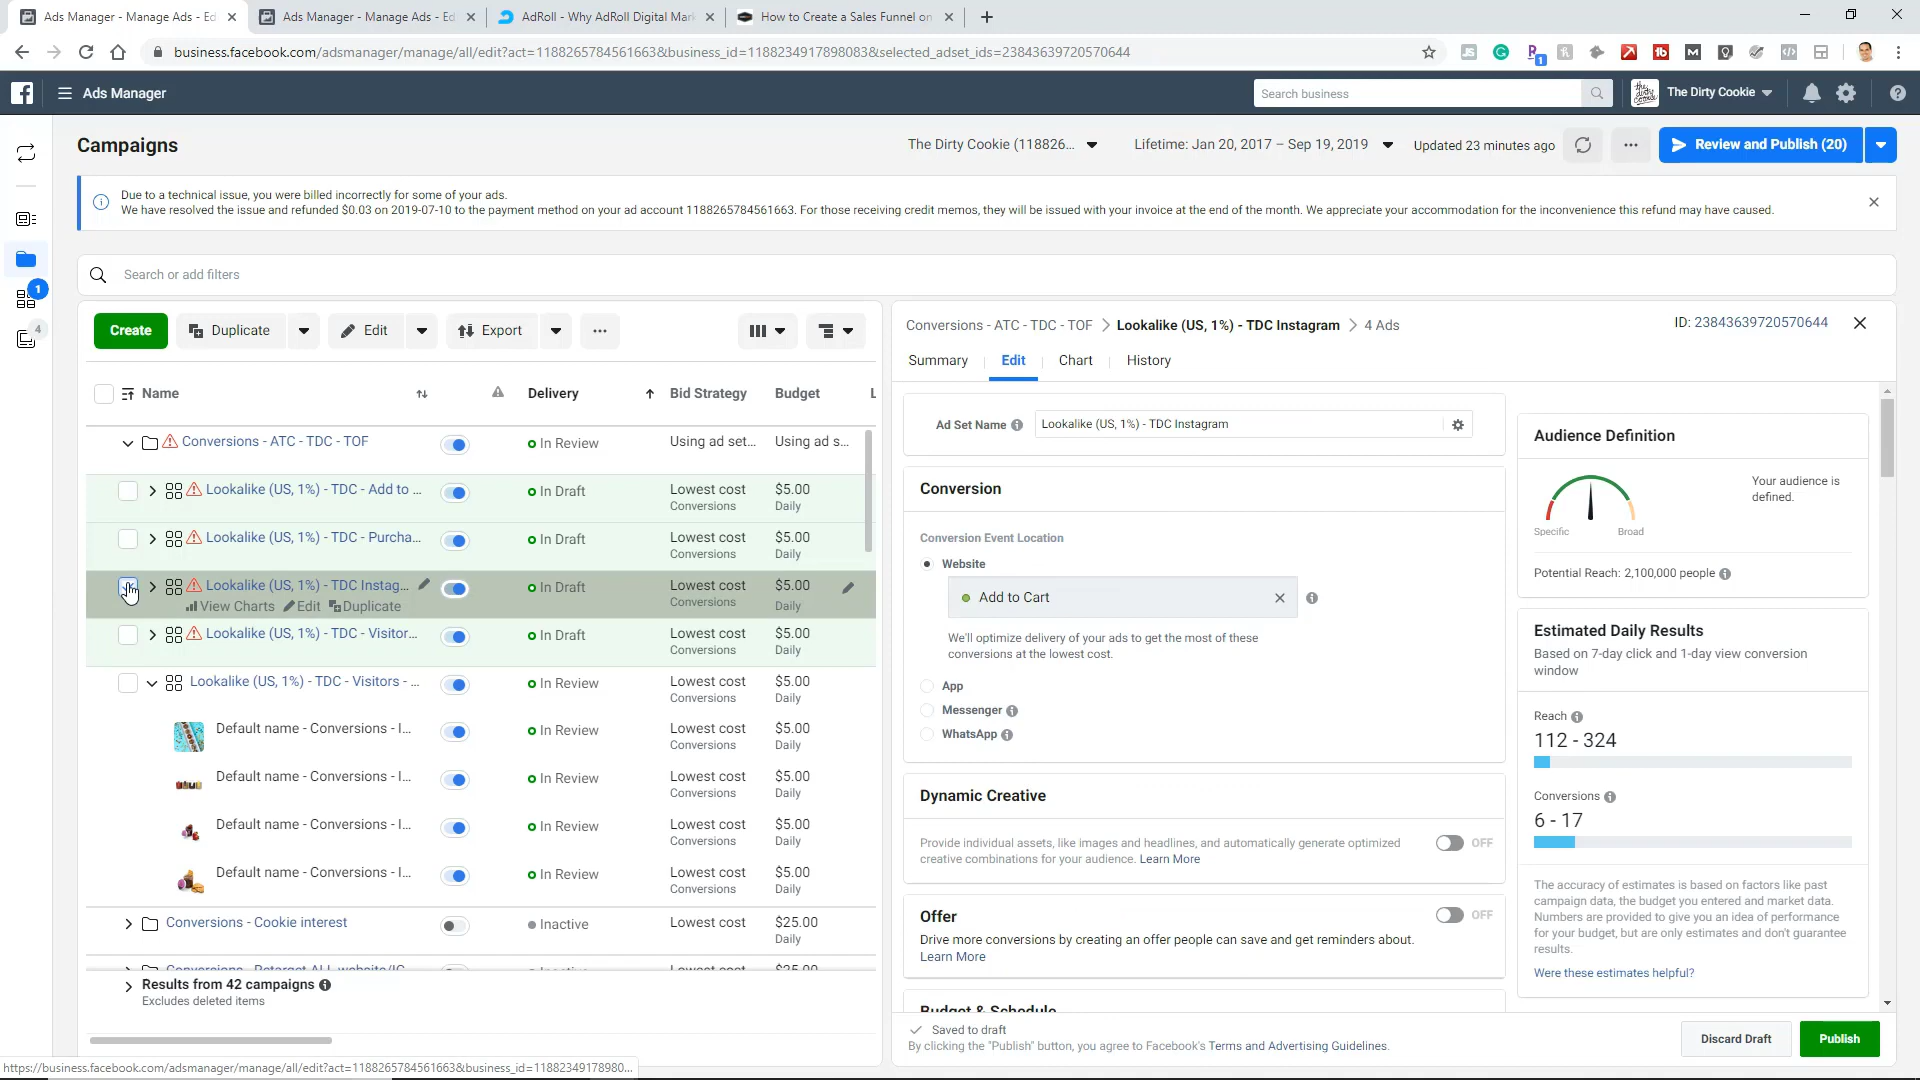 Ads Manager - Manage Ads - Ed
Ads Manager - Manage Ads - Ed
AdRoll - Why AdRoll Digital Mark
How to Create a Sales Funnel on
business.facebook.com/adsmanager/manage/all/edit?act=1188265784561663&business_id=1188234917898083&selected_adset_ids=23843639720570644
Ads Manager
Search business
The Dirty Cookie
Campaigns
The Dirty Cookie (118826...
Lifetime: Jan 20, 2017 – Sep 19, 2019
Updated 23 minutes ago
Review and Publish (20)
Due to a technical issue, you were billed incorrectly for some of your ads.
We have resolved the issue and refunded $0.03 on 2019-07-10 to the payment method on your ad account 1188265784561663. For those receiving credit memos, they will be issued with your invoice at the end of the month. We appreciate your accommodation for the inconvenience this refund may have caused.
1
4
Search or add filters
Create
Duplicate
Edit
Export
Name
Delivery
Bid Strategy
Budget
L
Conversions - ATC - TDC - TOF
In Review
Using ad set...
Using ad s...
Lookalike (US, 1%) - TDC - Add to ...
In Draft
Lowest cost
Conversions
$5.00
Daily
Lookalike (US, 1%) - TDC - Purcha...
In Draft
Lowest cost
Conversions
$5.00
Daily
Lookalike (US, 1%) - TDC Instag...
View Charts
Edit
Duplicate
In Draft
Lowest cost
Conversions
$5.00
Daily
Lookalike (US, 1%) - TDC - Visitor...
In Draft
Lowest cost
Conversions
$5.00
Daily
Lookalike (US, 1%) - TDC - Visitors - ...
In Review
Lowest cost
Conversions
$5.00
Daily
Default name - Conversions - I...
In Review
Lowest cost
Conversions
$5.00
Daily
Default name - Conversions - I...
In Review
Lowest cost
Conversions
$5.00
Daily
Default name - Conversions - I...
In Review
Lowest cost
Conversions
$5.00
Daily
Default name - Conversions - I...
In Review
Lowest cost
Conversions
$5.00
Daily
Conversions - Cookie interest
Inactive
Lowest cost
$25.00
Daily
Conversions - Retarget ALL website/IG
Inactive
Lowest cost
$25.00
Results from 42 campaigns
Excludes deleted items
https://business.facebook.com/adsmanager/manage/all/edit?act=1188265784561663&business_id=11882349178980...
Conversions - ATC - TDC - TOF
Lookalike (US, 1%) - TDC Instagram
4 Ads
ID: 23843639720570644
Summary
Edit
Chart
History
Ad Set Name
Lookalike (US, 1%) - TDC Instagram
Conversion
Conversion Event Location
Website
Add to Cart
We'll optimize delivery of your ads to get the most of these
conversions at the lowest cost.
App
Messenger
WhatsApp
Dynamic Creative
Provide individual assets, like images and headlines, and automatically generate optimized
creative combinations for your audience. Learn More
OFF
Offer
OFF
Drive more conversions by creating an offer people can save and get reminders about.
Learn More
Budget & Schedule
Audience Definition
Your audience is
defined.
Specific
Broad
Potential Reach: 2,100,000 people
Estimated Daily Results
Based on 7-day click and 1-day view conversion
window
Reach
112 - 324
Conversions
6 - 17
The accuracy of estimates is based on factors like past
campaign data, the budget you entered and market data.
Numbers are provided to give you an idea of performance
for your budget, but are only estimates and don't guarantee
results.
Were these estimates helpful?
Saved to draft
By clicking the "Publish" button, you agree to Facebook's Terms and Advertising Guidelines.
Discard Draft
Publish